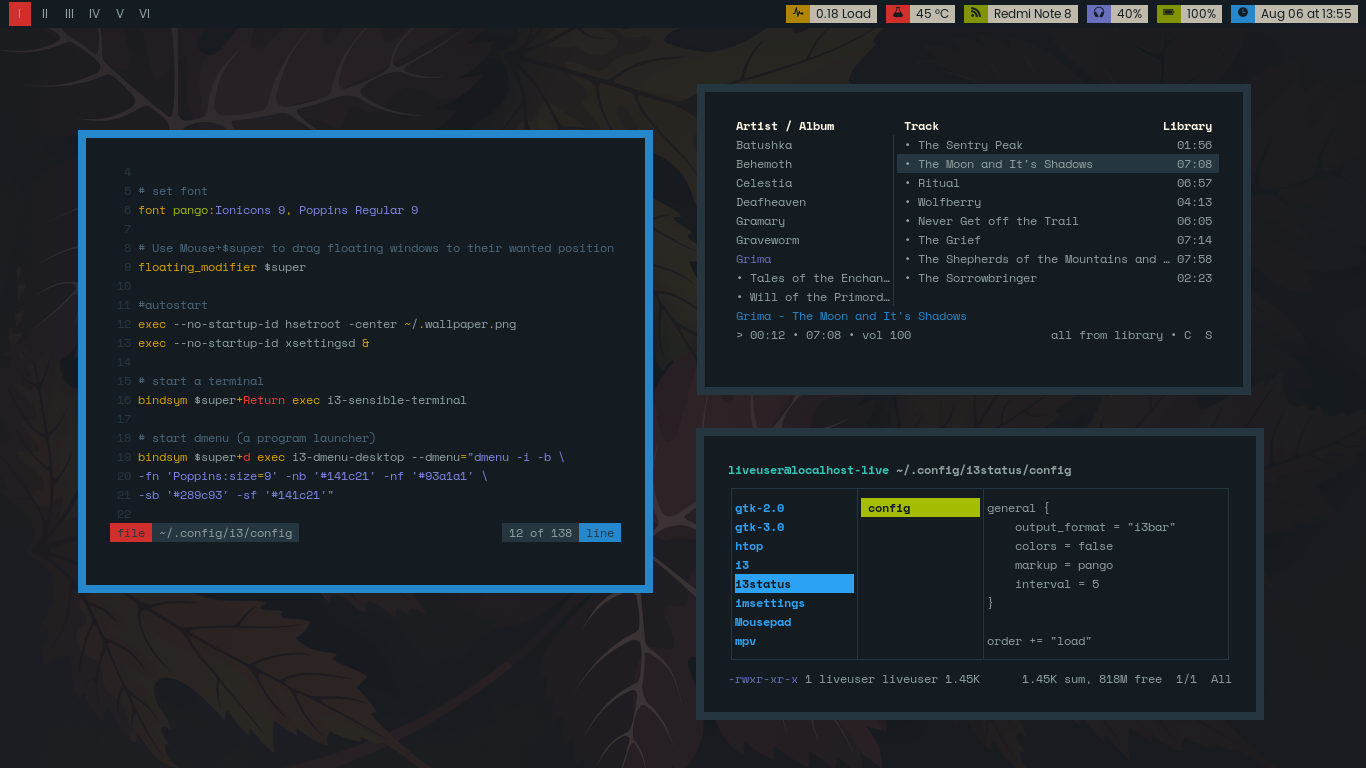 I II III IV V VI 0.18 Load 45 ºC Redmi Note 8 40% 100% Aug 06 at 13:55
4
5 # set font
6 font pango:Ionicons 9, Poppins Regular 9
7
8 # Use Mouse+$super to drag floating windows to their wanted position
9 floating_modifier $super
10
11 #autostart
12 exec --no-startup-id hsetroot -center ~/.wallpaper.png
13 exec --no-startup-id xsettingsd &
14
15 # start a terminal
16 bindsym $super+Return exec i3-sensible-terminal
17
18 # start dmenu (a program launcher)
19 bindsym $super+d exec i3-dmenu-desktop --dmenu="dmenu -i -b \
20 -fn 'Poppins:size=9' -nb '#141c21' -nf '#93a1a1' \
21 -sb '#289c93' -sf '#141c21'"
22
file ~/.config/i3/config 12 of 138 line
Artist / Album Track Library
Batushka • The Sentry Peak 01:56
Behemoth • The Moon and It's Shadows 07:08
Celestia • Ritual 06:57
Deafheaven • Wolfberry 04:13
Gramary • Never Get off the Trail 06:05
Graveworm • The Grief 07:14
Grima • The Shepherds of the Mountains and … 07:58
• Tales of the Enchan… • The Sorrowbringer 02:23
• Will of the Primord…
Grima - The Moon and It's Shadows
> 00:12 • 07:08 • vol 100 all from library • C S
liveuser@localhost-live ~/.config/i3status/config
gtk-2.0 config general {
gtk-3.0 output_format = "i3bar"
htop colors = false
i3 markup = pango
i3status interval = 5
imsettings }
Mousepad
mpv order += "load"
-rwxr-xr-x 1 liveuser liveuser 1.45K 1.45K sum, 818M free 1/1 All